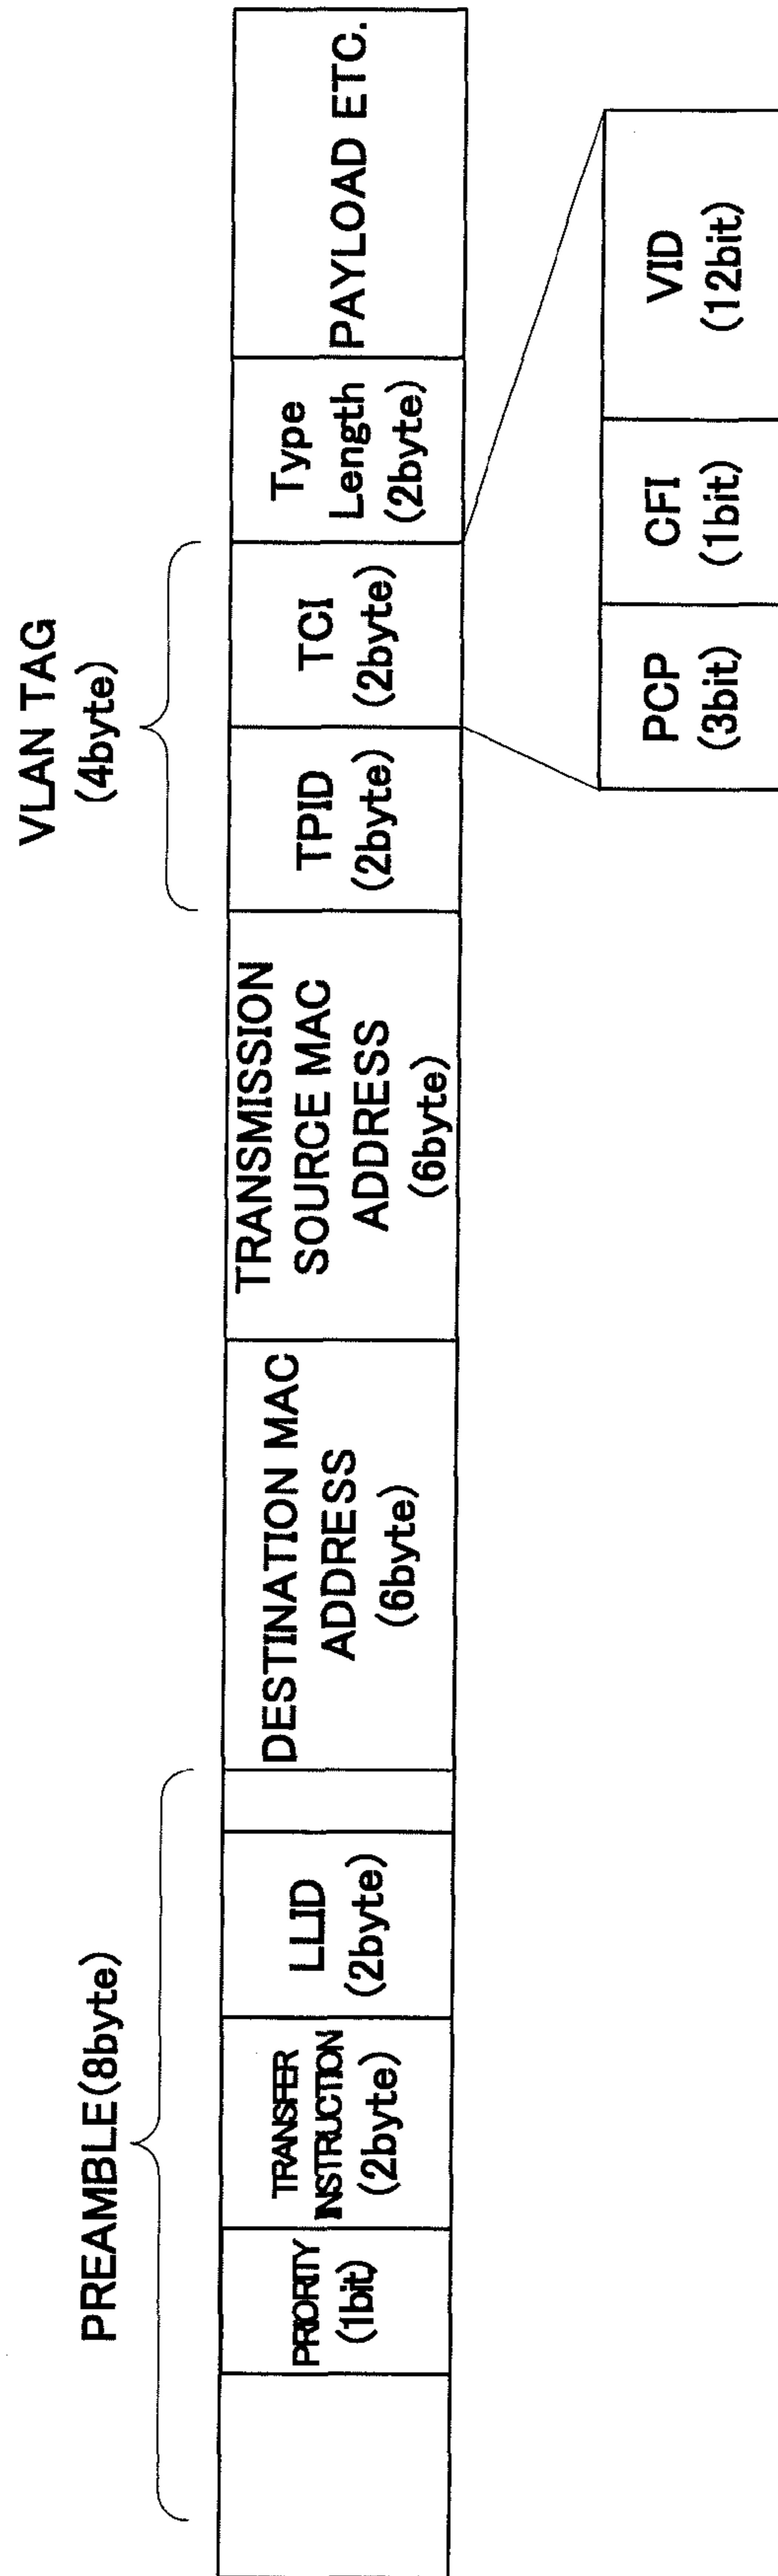 PREAMBLE(8byte)
VLAN TAG
(4byte)
PRIORITY
(1bit)
TRANSFER
INSTRUCTION
(2byte)
LLID
(2byte)
DESTINATION MAC
ADDRESS
(6byte)
TRANSMISSION
SOURCE MAC
ADDRESS
(6byte)
TPID
(2byte)
TCI
(2byte)
Type
Length
(2byte)
PAYLOAD ETC.
PCP
(3bit)
CFI
(1bit)
VID
(12bit)